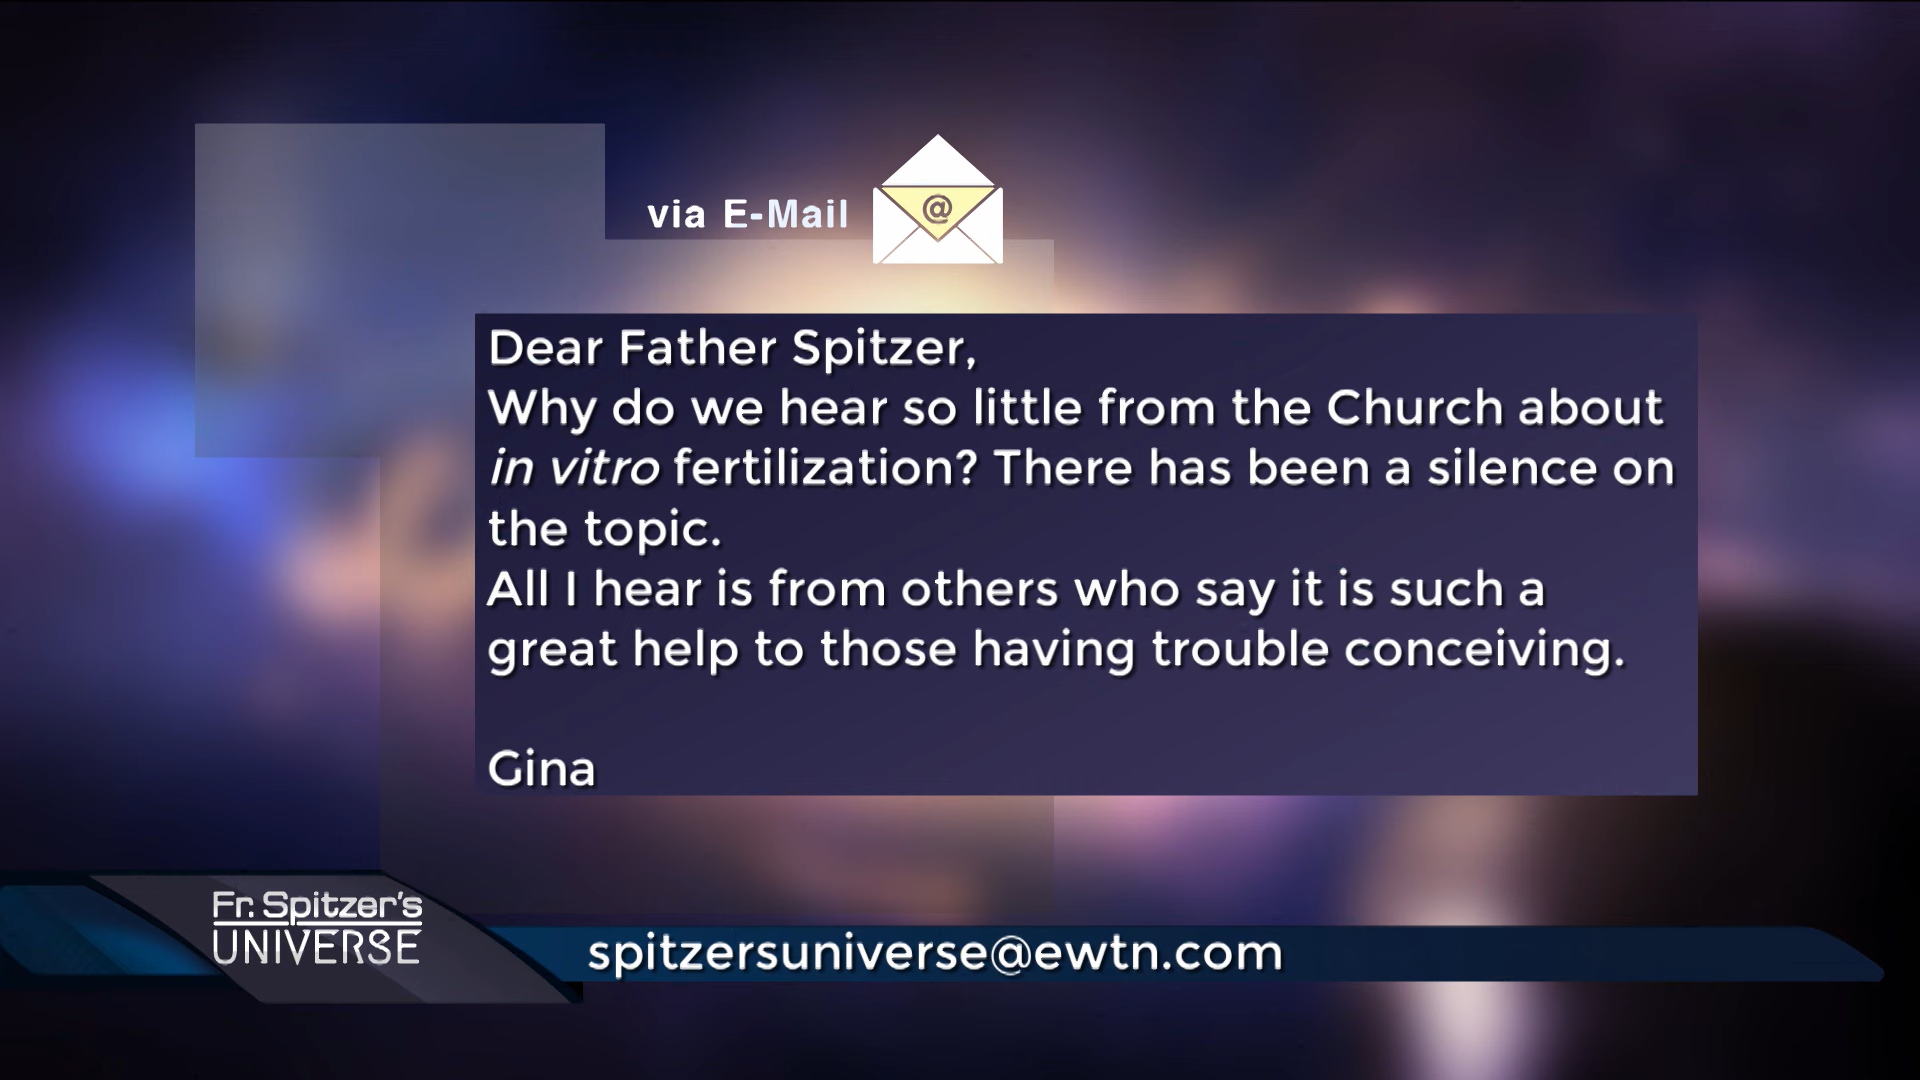 via E-Mail
@
Dear Father Spitzer,
Why do we hear so little from the Church about
in vitro fertilization? There has been a silence on
the topic.
All I hear is from others who say it is such a
great help to those having trouble conceiving.
Gina
Fr. Spitzer's
UNIVERSE
spitzersuniverse@ewtn.com